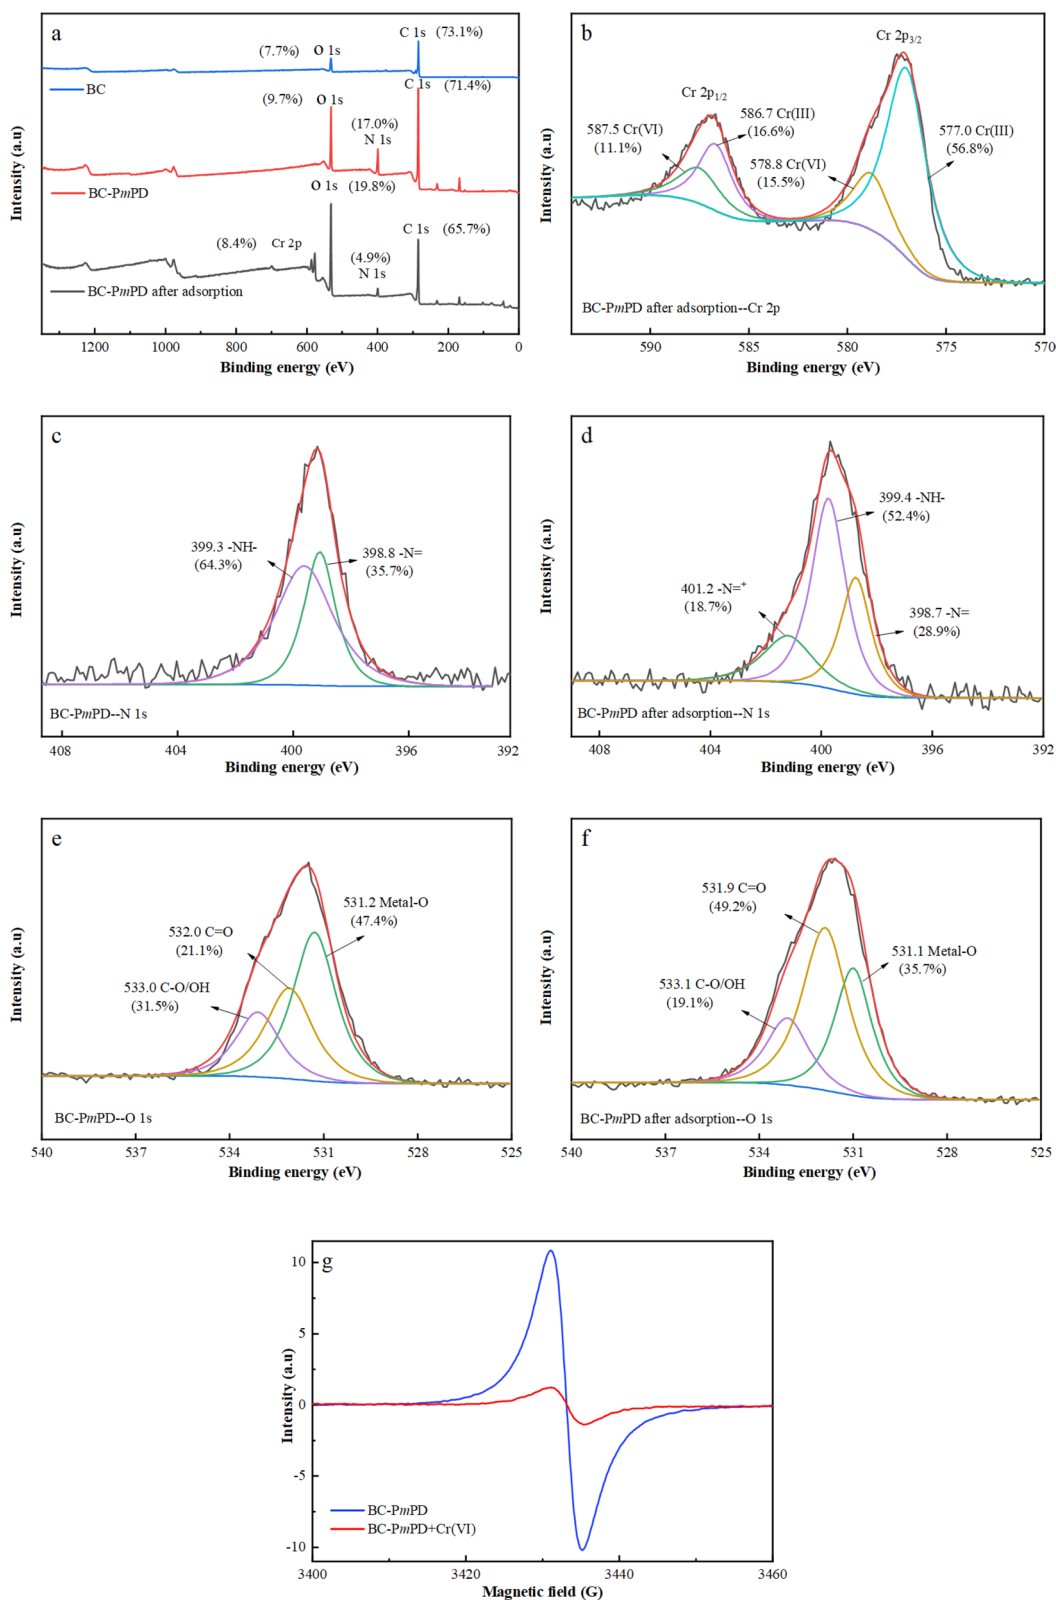 a
(7.7%)
O 1s
C 1s
(73.1%)
BC
(9.7%)
O 1s
C 1s
(71.4%)
(17.0%)
N 1s
BC-PmPD
O 1s
(19.8%)
(8.4%)
Cr 2p
(4.9%)
N 1s
C 1s
(65.7%)
BC-PmPD after adsorption
Intensity (a.u)
1200 1000 800 600 400 200 0
Binding energy (eV)
b
Cr 2p3/2
Cr 2p1/2
587.5 Cr(VI)
(11.1%)
586.7 Cr(III)
(16.6%)
578.8 Cr(VI)
(15.5%)
577.0 Cr(III)
(56.8%)
BC-PmPD after adsorption--Cr 2p
Intensity (a.u)
590 585 580 575 570
Binding energy (eV)
c
399.3 -NH-
(64.3%)
398.8 -N=
(35.7%)
BC-PmPD--N 1s
Intensity (a.u)
408 404 400 396 392
Binding energy (eV)
d
399.4 -NH-
(52.4%)
401.2 -N=+
(18.7%)
398.7 -N=
(28.9%)
BC-PmPD after adsorption--N 1s
Intensity (a.u)
408 404 400 396 392
Binding energy (eV)
e
531.2 Metal-O
(47.4%)
532.0 C=O
(21.1%)
533.0 C-O/OH
(31.5%)
BC-PmPD--O 1s
Intensity (a.u)
540 537 534 531 528 525
Binding energy (eV)
f
531.9 C=O
(49.2%)
531.1 Metal-O
(35.7%)
533.1 C-O/OH
(19.1%)
BC-PmPD after adsorption--O 1s
Intensity (a.u)
540 537 534 531 528 525
Binding energy (eV)
g
10
5
0
-5
-10
Intensity (a.u)
BC-PmPD
BC-PmPD+Cr(VI)
3400 3420 3440 3460
Magnetic field (G)